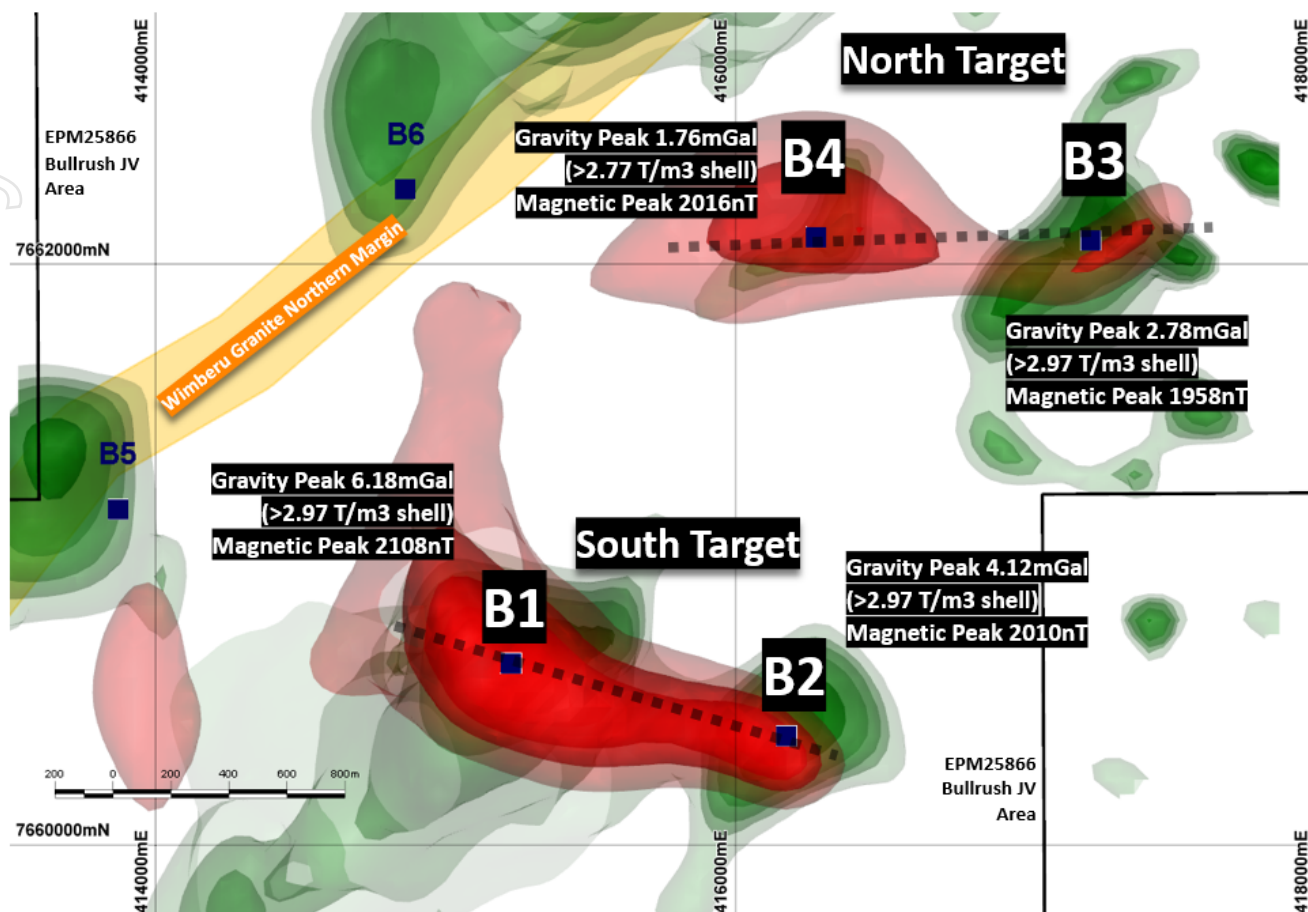 414000mE
416000mE
418000mE
North Target
EPM25866
Bullrush JV
Area
B6
Gravity Peak 1.76mGal
(>2.77 T/m3 shell)
Magnetic Peak 2016nT
B4
B3
7662000mN
Wimberu Granite Northern Margin
Gravity Peak 2.78mGal
(>2.97 T/m3 shell)
Magnetic Peak 1958nT
B5
Gravity Peak 6.18mGal
(>2.97 T/m3 shell)
Magnetic Peak 2108nT
South Target
Gravity Peak 4.12mGal
(>2.97 T/m3 shell)
Magnetic Peak 2010nT
B1
B2
EPM25866
Bullrush JV
Area
200 0 200 400 600 800m
7660000mN
414000mE
416000mE
418000mE